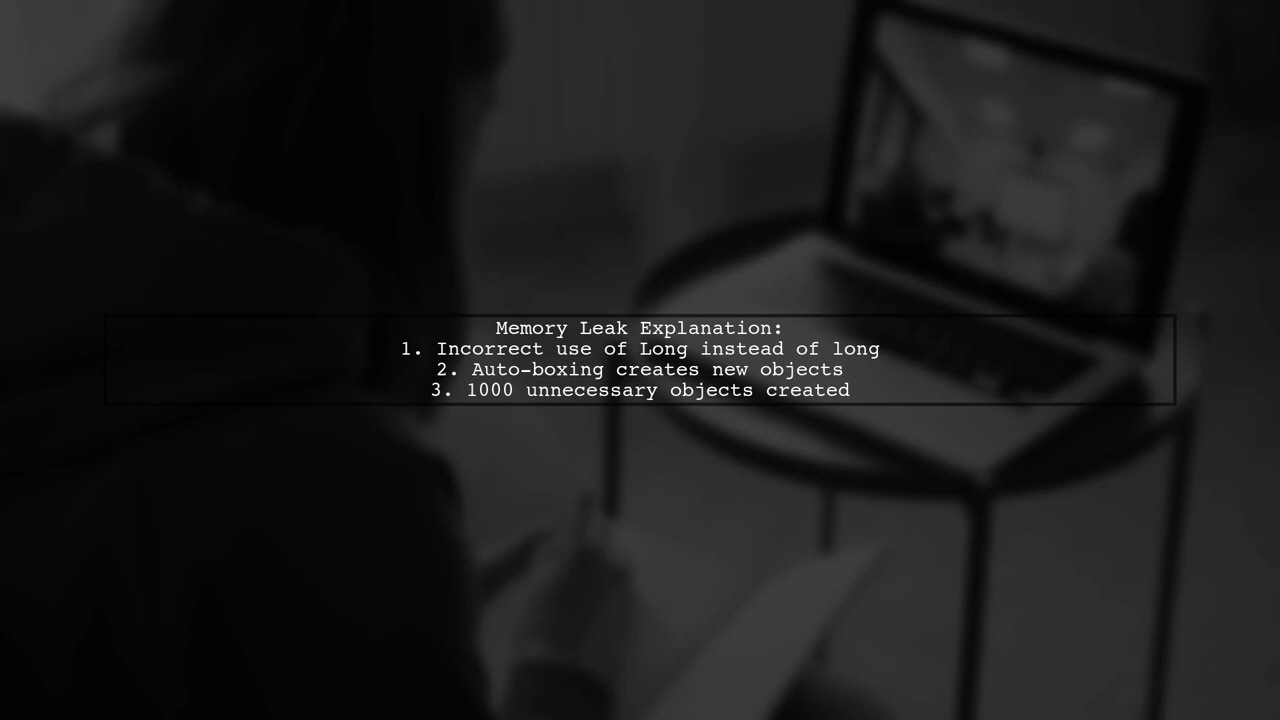 Memory Leak Explanation:
1. Incorrect use of Long instead of long
2. Auto-boxing creates new objects
3. 1000 unnecessary objects created